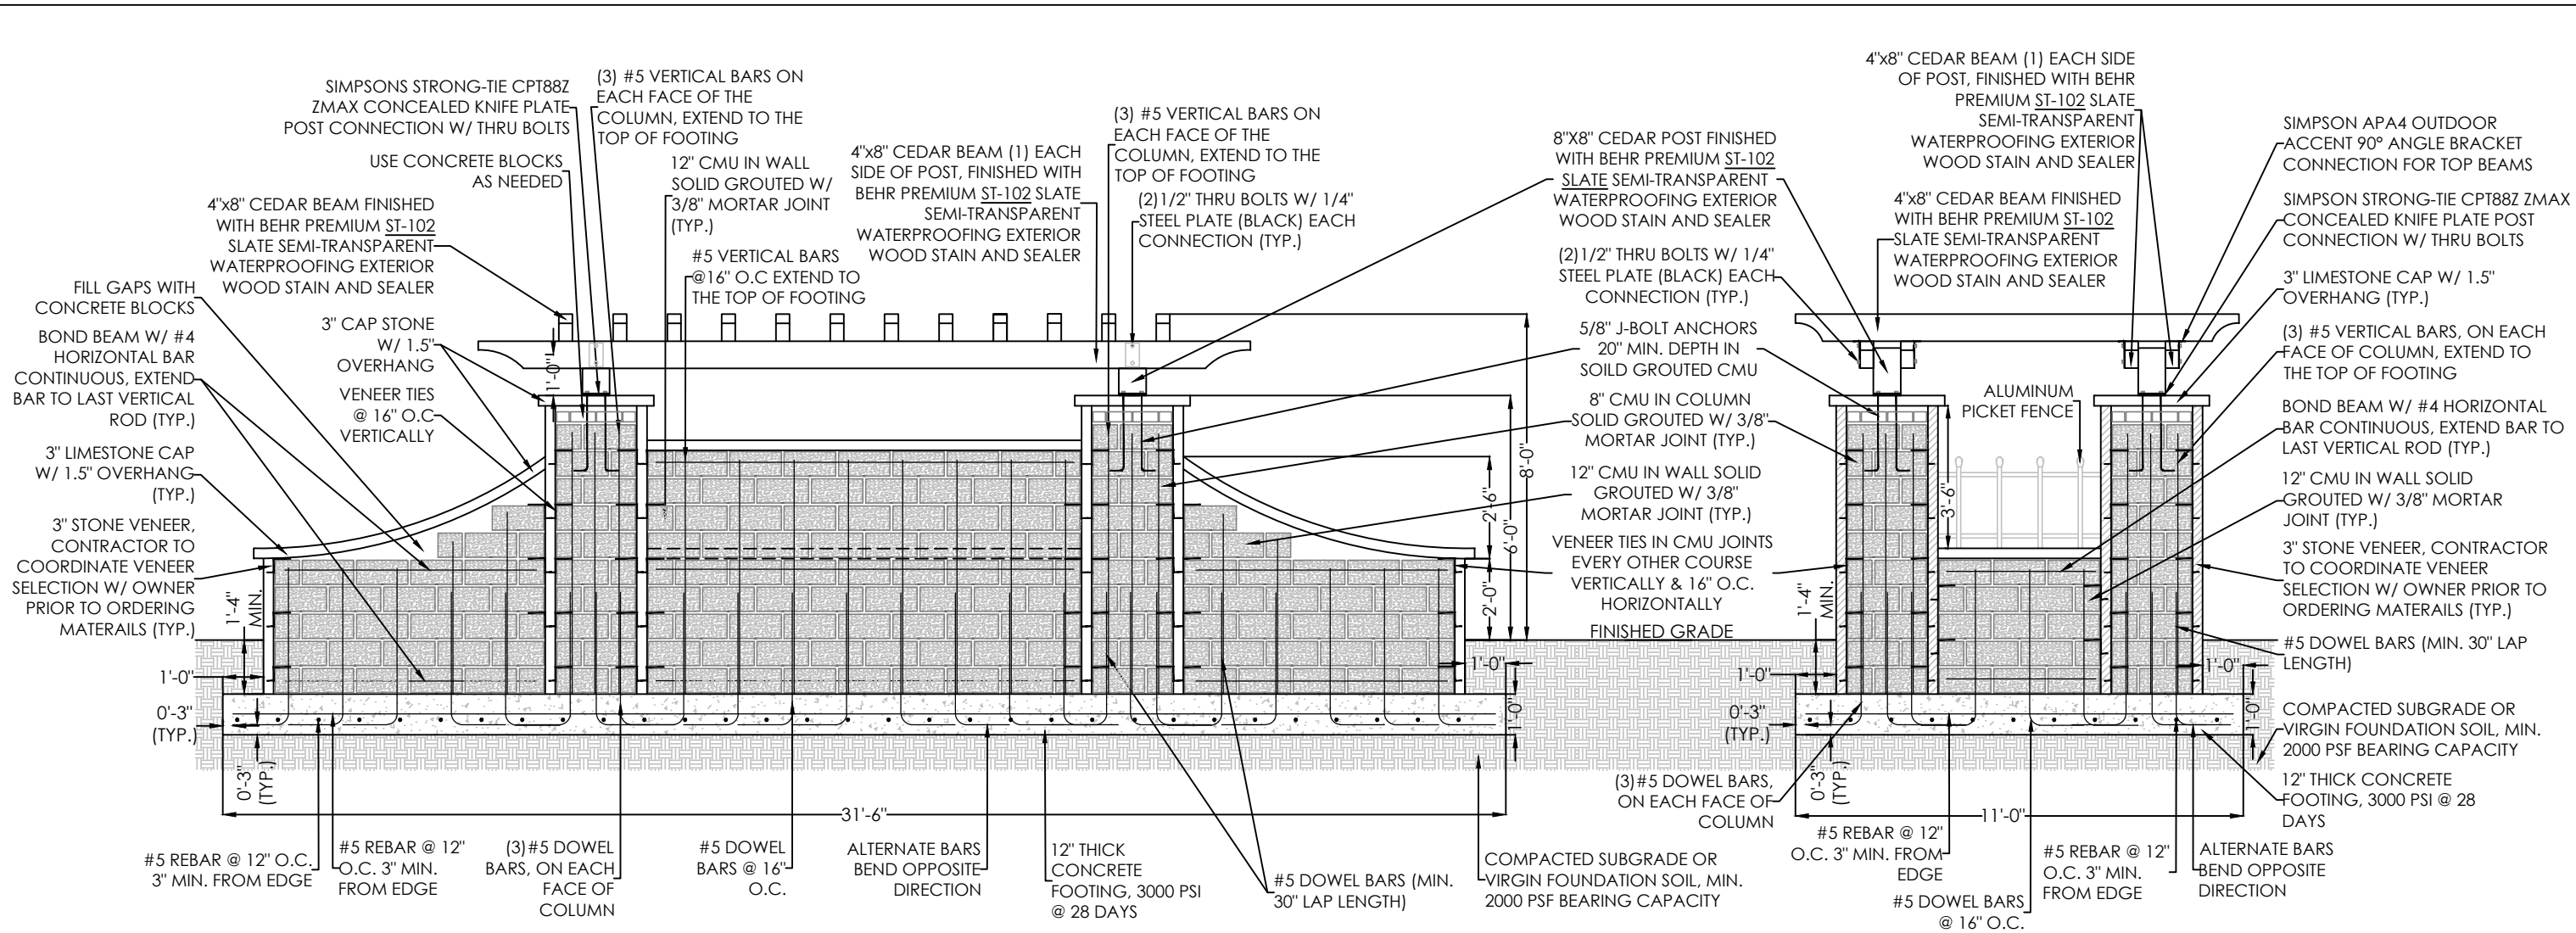 SIMPSONS STRONG-TIE CPT88Z
ZMAX CONCEALED KNIFE PLATE
POST CONNECTION W/ THRU BOLTS
USE CONCRETE BLOCKS
AS NEEDED
4"x8" CEDAR BEAM FINISHED
WITH BEHR PREMIUM ST-102
SLATE SEMI-TRANSPARENT
WATERPROOFING EXTERIOR
WOOD STAIN AND SEALER
FILL GAPS WITH
CONCRETE BLOCKS
BOND BEAM W/ #4
HORIZONTAL BAR
CONTINUOUS, EXTEND
BAR TO LAST VERTICAL
ROD (TYP.)
3" CAP STONE
W/ 1.5"
OVERHANG
VENEER TIES
@ 16" O.C
VERTICALLY
3" LIMESTONE CAP
W/ 1.5" OVERHANG
(TYP.)
3" STONE VENEER,
CONTRACTOR TO
COORDINATE VENEER
SELECTION W/ OWNER
PRIOR TO ORDERING
MATERAILS (TYP.)
(3) #5 VERTICAL BARS ON
EACH FACE OF THE
COLUMN, EXTEND TO THE
TOP OF FOOTING
12" CMU IN WALL
SOLID GROUTED W/
3/8" MORTAR JOINT
(TYP.)
#5 VERTICAL BARS
@16" O.C EXTEND TO
THE TOP OF FOOTING
4"x8" CEDAR BEAM (1) EACH
SIDE OF POST, FINISHED WITH
BEHR PREMIUM ST-102 SLATE
SEMI-TRANSPARENT
WATERPROOFING EXTERIOR
WOOD STAIN AND SEALER
(3) #5 VERTICAL BARS ON
EACH FACE OF THE
COLUMN, EXTEND TO THE
TOP OF FOOTING
(2)1/2" THRU BOLTS W/ 1/4"
STEEL PLATE (BLACK) EACH
CONNECTION (TYP.)
1'-0"
1'-4"
MIN.
1'-0"
0'-3"
(TYP.)
0'-3"
(TYP.)
31'-6"
2'-6"
2'-0"
6'-0"
8'-0"
1'-0"
1'-0"
#5 REBAR @ 12" O.C.
3" MIN. FROM EDGE
#5 REBAR @ 12"
O.C. 3" MIN.
FROM EDGE
(3)#5 DOWEL
BARS, ON EACH
FACE OF
COLUMN
#5 DOWEL
BARS @ 16"
O.C.
ALTERNATE BARS
BEND OPPOSITE
DIRECTION
12" THICK
CONCRETE
FOOTING, 3000 PSI
@ 28 DAYS
#5 DOWEL BARS (MIN.
30" LAP LENGTH)
COMPACTED SUBGRADE OR
VIRGIN FOUNDATION SOIL, MIN.
2000 PSF BEARING CAPACITY
8"X8" CEDAR POST FINISHED
WITH BEHR PREMIUM ST-102
SLATE SEMI-TRANSPARENT
WATERPROOFING EXTERIOR
WOOD STAIN AND SEALER
(2)1/2" THRU BOLTS W/ 1/4"
STEEL PLATE (BLACK) EACH
CONNECTION (TYP.)
5/8" J-BOLT ANCHORS
20" MIN. DEPTH IN
SOILD GROUTED CMU
8" CMU IN COLUMN
SOLID GROUTED W/ 3/8"
MORTAR JOINT (TYP.)
12" CMU IN WALL SOLID
GROUTED W/ 3/8"
MORTAR JOINT (TYP.)
VENEER TIES IN CMU JOINTS
EVERY OTHER COURSE
VERTICALLY & 16" O.C.
HORIZONTALLY
FINISHED GRADE
4"x8" CEDAR BEAM (1) EACH SIDE
OF POST, FINISHED WITH BEHR
PREMIUM ST-102 SLATE
SEMI-TRANSPARENT
WATERPROOFING EXTERIOR
WOOD STAIN AND SEALER
4"x8" CEDAR BEAM FINISHED
WITH BEHR PREMIUM ST-102
SLATE SEMI-TRANSPARENT
WATERPROOFING EXTERIOR
WOOD STAIN AND SEALER
ALUMINUM
PICKET FENCE
3'-6"
1'-4"
MIN.
1'-0"
0'-3"
(TYP.)
0'-3"
(TYP.)
11'-0"
1'-0"
1'-0"
SIMPSON APA4 OUTDOOR
ACCENT 90° ANGLE BRACKET
CONNECTION FOR TOP BEAMS
SIMPSON STRONG-TIE CPT88Z ZMAX
CONCEALED KNIFE PLATE POST
CONNECTION W/ THRU BOLTS
3" LIMESTONE CAP W/ 1.5"
OVERHANG (TYP.)
(3) #5 VERTICAL BARS, ON EACH
FACE OF COLUMN, EXTEND TO
THE TOP OF FOOTING
BOND BEAM W/ #4 HORIZONTAL
BAR CONTINUOUS, EXTEND BAR TO
LAST VERTICAL ROD (TYP.)
12" CMU IN WALL SOLID
GROUTED W/ 3/8" MORTAR
JOINT (TYP.)
3" STONE VENEER, CONTRACTOR
TO COORDINATE VENEER
SELECTION W/ OWNER PRIOR TO
ORDERING MATERAILS (TYP.)
#5 DOWEL BARS (MIN. 30" LAP
LENGTH)
COMPACTED SUBGRADE OR
VIRGIN FOUNDATION SOIL, MIN.
2000 PSF BEARING CAPACITY
12" THICK CONCRETE
FOOTING, 3000 PSI @ 28
DAYS
(3)#5 DOWEL BARS,
ON EACH FACE OF
COLUMN
#5 REBAR @ 12"
O.C. 3" MIN. FROM
EDGE
#5 DOWEL BARS
@ 16" O.C.
#5 REBAR @ 12"
O.C. 3" MIN.
FROM EDGE
ALTERNATE BARS
BEND OPPOSITE
DIRECTION